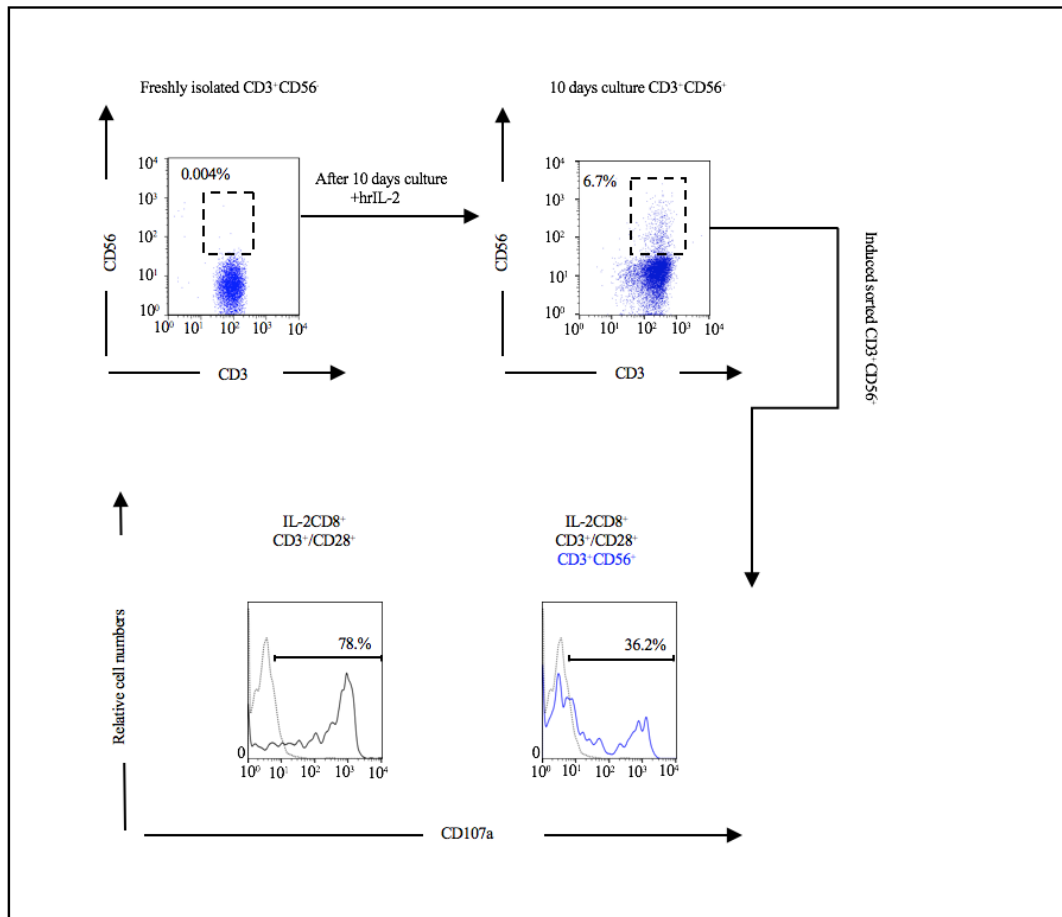 Freshly isolated CD3⁺CD56⁻
10 days culture CD3⁺CD56⁺
CD56
10⁴
10³
10²
10¹
10⁰
0.004%
10⁰ 10¹ 10² 10³ 10⁴
CD3
After 10 days culture
+hrIL-2
CD56
10⁴
10³
10²
10¹
10⁰
6.7%
10⁰ 10¹ 10² 10³ 10⁴
CD3
Induced sorted CD3⁺CD56⁺
Relative cell numbers
IL-2CD8⁺
CD3⁺/CD28⁺
78.%
0
10⁰ 10¹ 10² 10³ 10⁴
IL-2CD8⁺
CD3⁺/CD28⁺
CD3⁺CD56⁺
36.2%
0
10⁰ 10¹ 10² 10³ 10⁴
CD107a